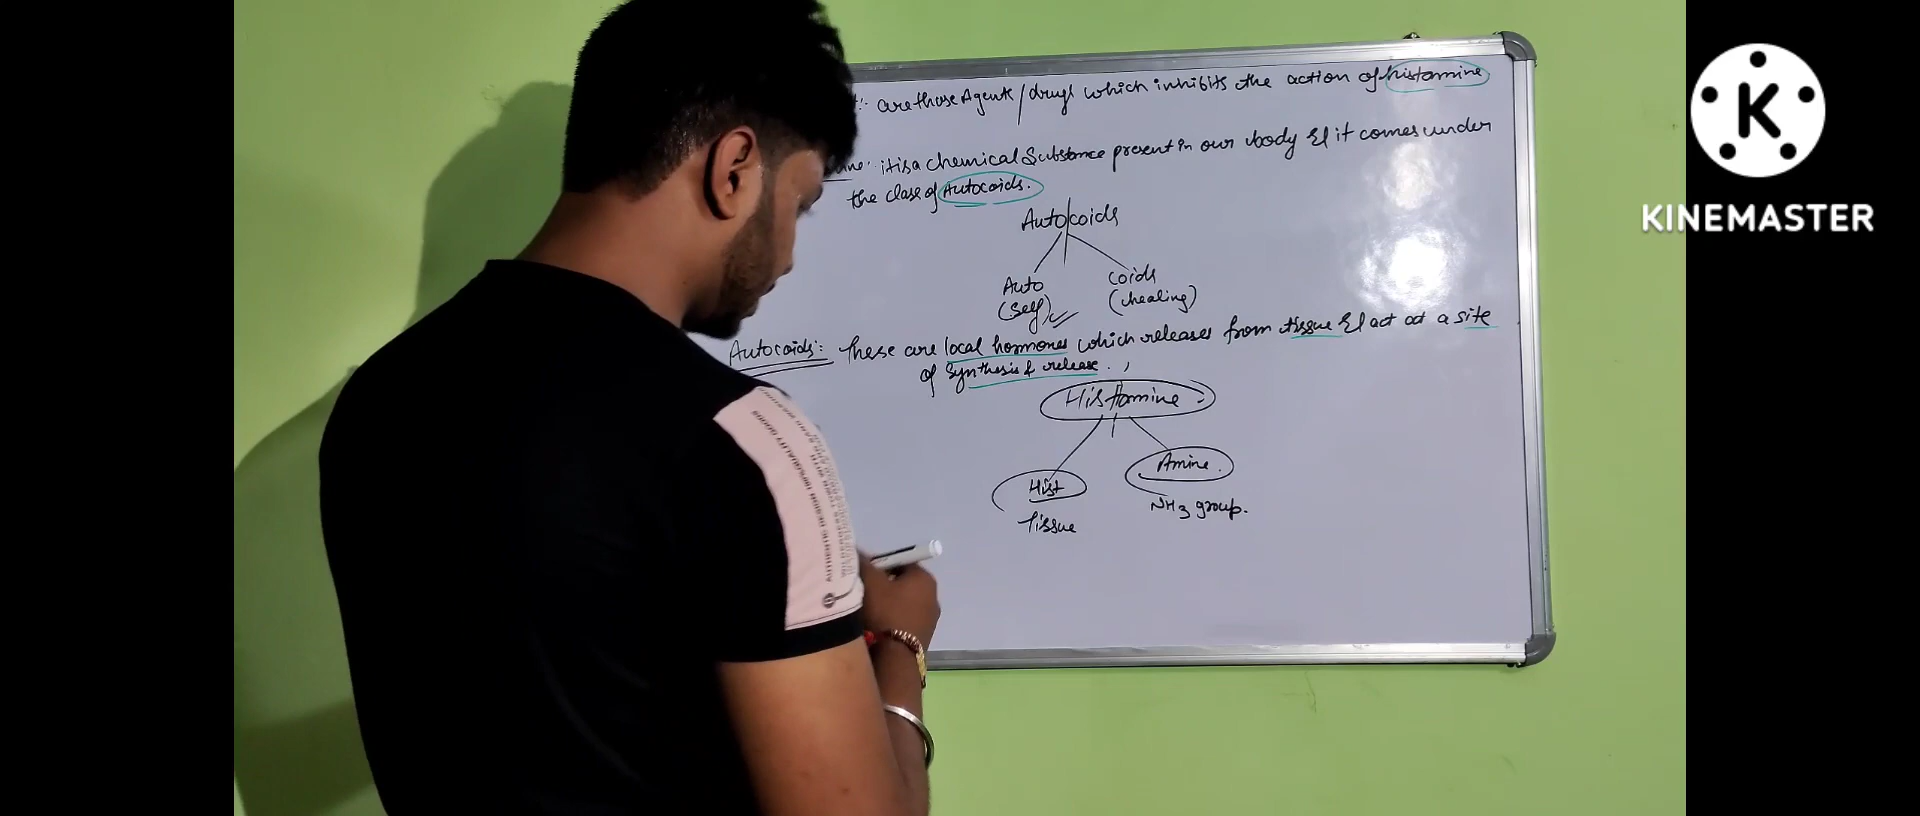 are those Agents/drugs which inhibits the action of histamine
K
KINEMASTER
ine: it is a chemical Substance present in our body & it comes under
the class of Autocoids.
Autocoids
Auto
Coids
(Self)
(healing)
Autocoids: These are local hormones which releases from tissue & act at a site
of Synthesis & release.
Histamine
Hist
Amine.
Tissue
NH3 group.